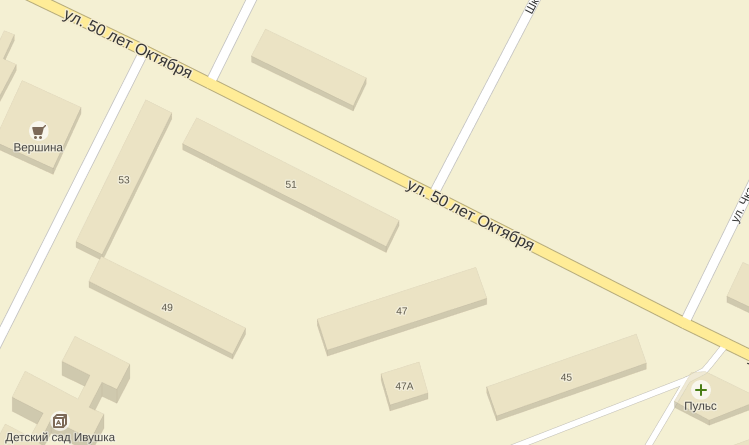 ул. 50 лет Октября
Вершина
53
51
ул. 50 лет Октября
49
47
47А
45
Пульс
Детский сад Ивушка
ул.